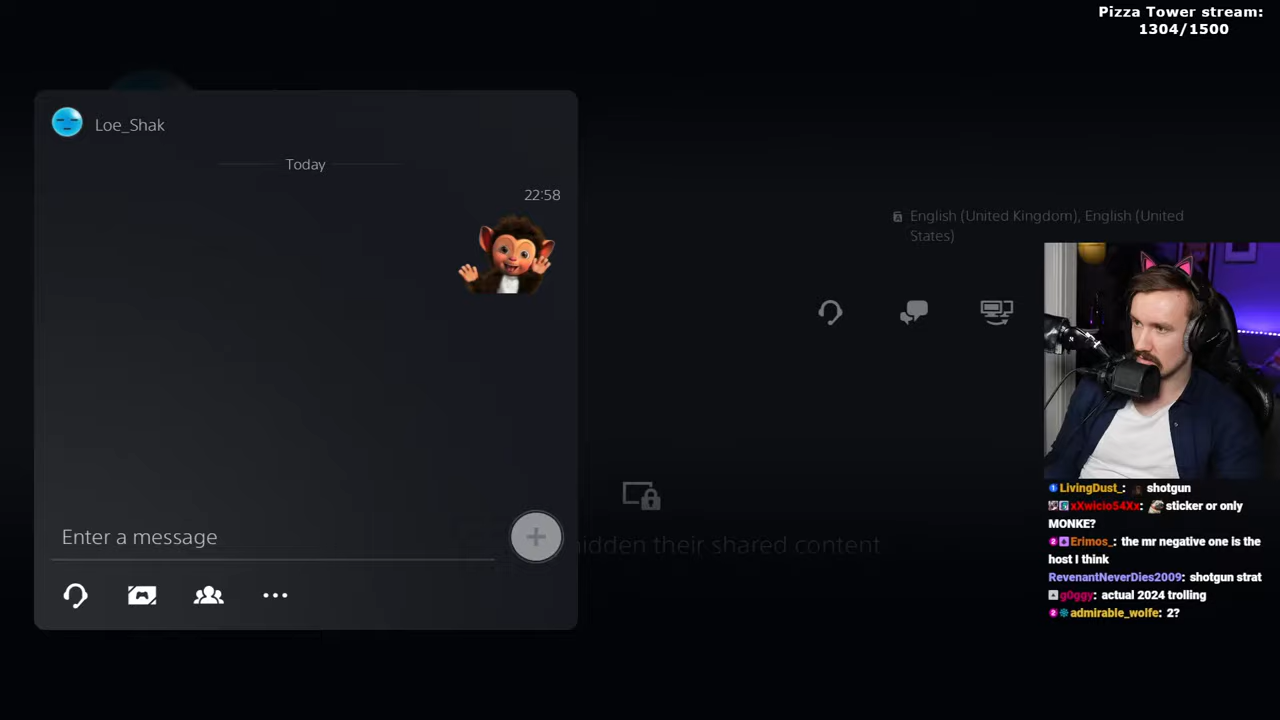 Pizza Tower stream:
1304/1500
Loe_Shak
Today
22:58
English (United Kingdom), English (United
States)
hidden their shared content
Enter a message
LivingDust_: shotgun
xXwicio54Xx: sticker or only
MONKE?
Erimos_: the mr negative one is the
host I think
RevenantNeverDies2009: shotgun strat
g0ggy: actual 2024 trolling
admirable_wolfe: 2?